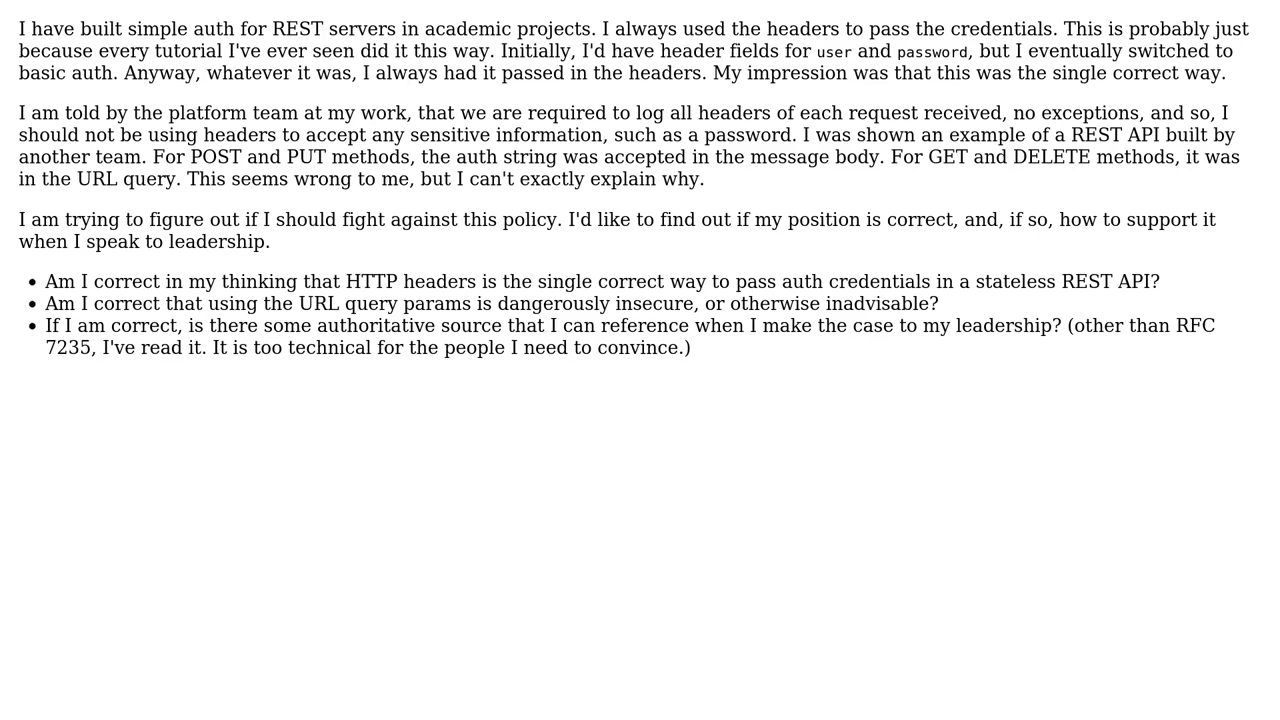 I have built simple auth for REST servers in academic projects. I always used the headers to pass the credentials. This is probably just
because every tutorial I've ever seen did it this way. Initially, I'd have header fields for user and password, but I eventually switched to
basic auth. Anyway, whatever it was, I always had it passed in the headers. My impression was that this was the single correct way.
I am told by the platform team at my work, that we are required to log all headers of each request received, no exceptions, and so, I
should not be using headers to accept any sensitive information, such as a password. I was shown an example of a REST API built by
another team. For POST and PUT methods, the auth string was accepted in the message body. For GET and DELETE methods, it was
in the URL query. This seems wrong to me, but I can't exactly explain why.
I am trying to figure out if I should fight against this policy. I'd like to find out if my position is correct, and, if so, how to support it
when I speak to leadership.
• Am I correct in my thinking that HTTP headers is the single correct way to pass auth credentials in a stateless REST API?
• Am I correct that using the URL query params is dangerously insecure, or otherwise inadvisable?
• If I am correct, is there some authoritative source that I can reference when I make the case to my leadership? (other than RFC
7235, I've read it. It is too technical for the people I need to convince.)